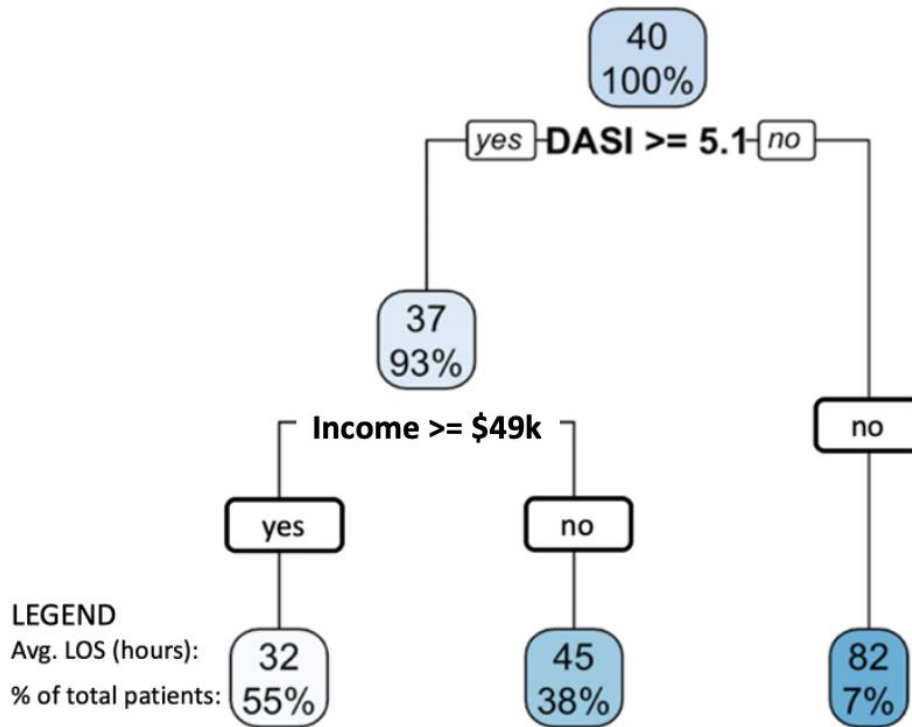 40
100%
yes DASI >= 5.1 no
37
93%
Income >= $49k
no
yes
no
LEGEND
Avg. LOS (hours): 32 45 82
% of total patients: 55% 38% 7%